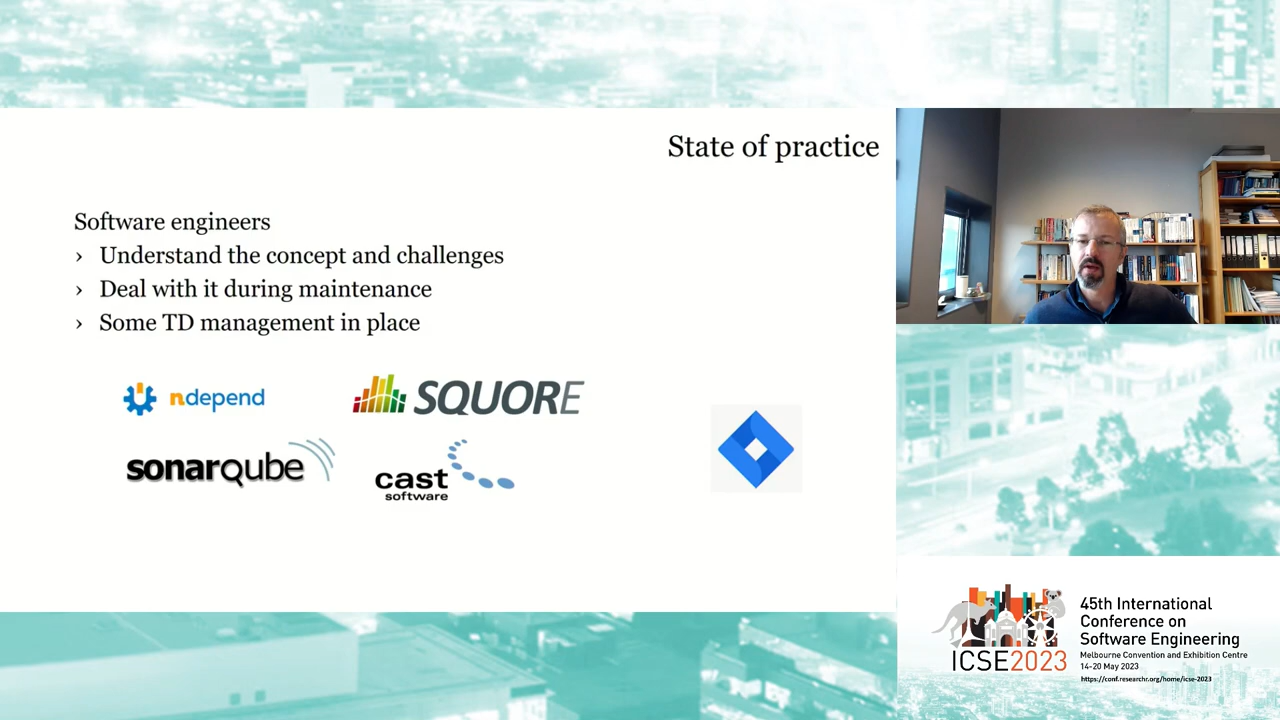 State of practice
Software engineers
› Understand the concept and challenges
› Deal with it during maintenance
› Some TD management in place
ndepend
SQUORE
sonarqube
cast
software
45th International
Conference on
Software Engineering
Melbourne Convention and Exhibition Centre
14-20 May 2023
https://conf.researchr.org/home/icse-2023
ICSE2023